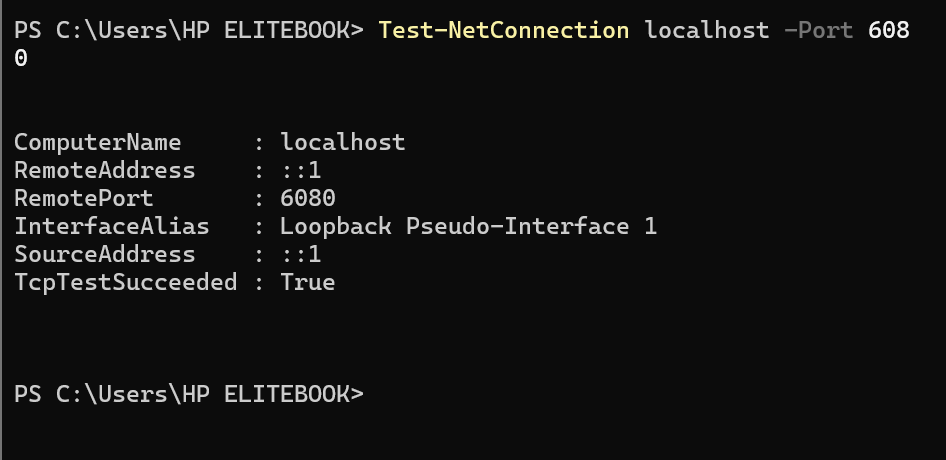 PS C:\Users\HP ELITEBOOK> Test-NetConnection localhost -Port 608
0
ComputerName     : localhost
RemoteAddress    : ::1
RemotePort       : 6080
InterfaceAlias   : Loopback Pseudo-Interface 1
SourceAddress    : ::1
TcpTestSucceeded : True
PS C:\Users\HP ELITEBOOK>